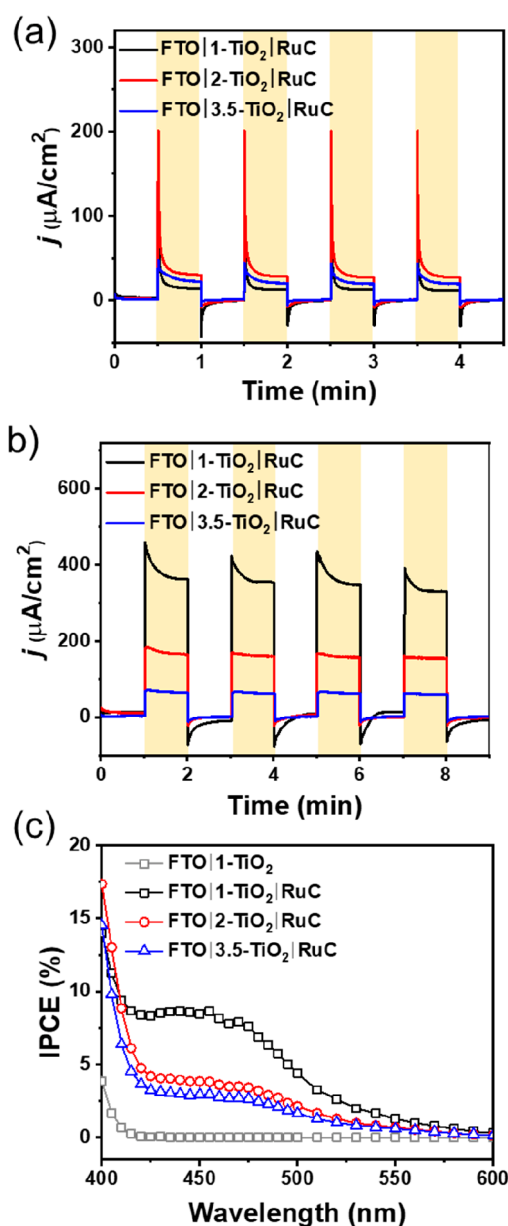 (a)
FTO|1-TiO₂|RuC
FTO|2-TiO₂|RuC
FTO|3.5-TiO₂|RuC
300
200
100
0
j (μA/cm²)
0 1 2 3 4
Time (min)
b)
FTO|1-TiO₂|RuC
FTO|2-TiO₂|RuC
FTO|3.5-TiO₂|RuC
600
400
200
0
j (μA/cm²)
0 2 4 6 8
Time (min)
(c)
FTO|1-TiO₂
FTO|1-TiO₂|RuC
FTO|2-TiO₂|RuC
FTO|3.5-TiO₂|RuC
20
15
10
5
0
IPCE (%)
400 450 500 550 600
Wavelength (nm)